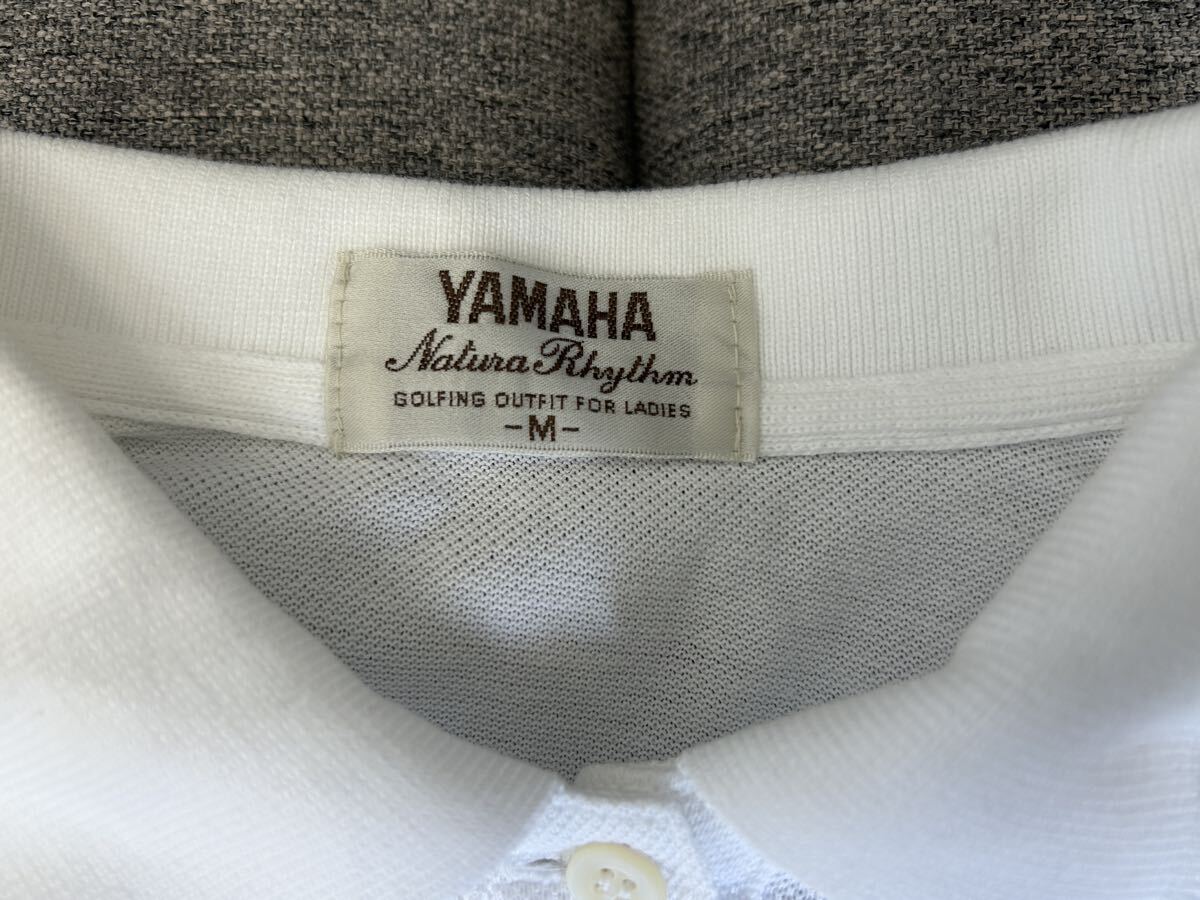 YAMAHA
Natura Rhythm
GOLFING OUTFIT FOR LADIES
-M-